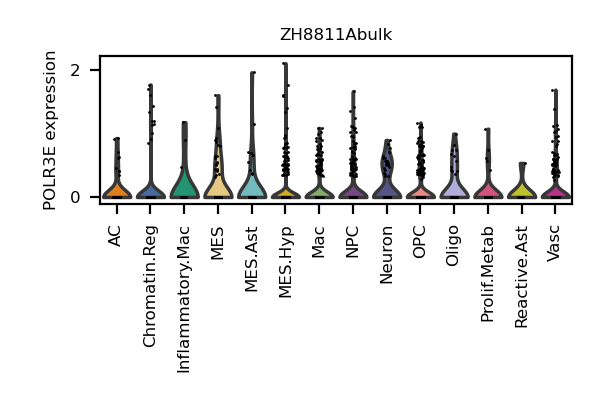 ZH8811Abulk
POLR3E expression
2
0
AC
Chromatin.Reg
Inflammatory.Mac
MES
MES.Ast
MES.Hyp
Mac
NPC
Neuron
OPC
Oligo
Prolif.Metab
Reactive.Ast
Vasc